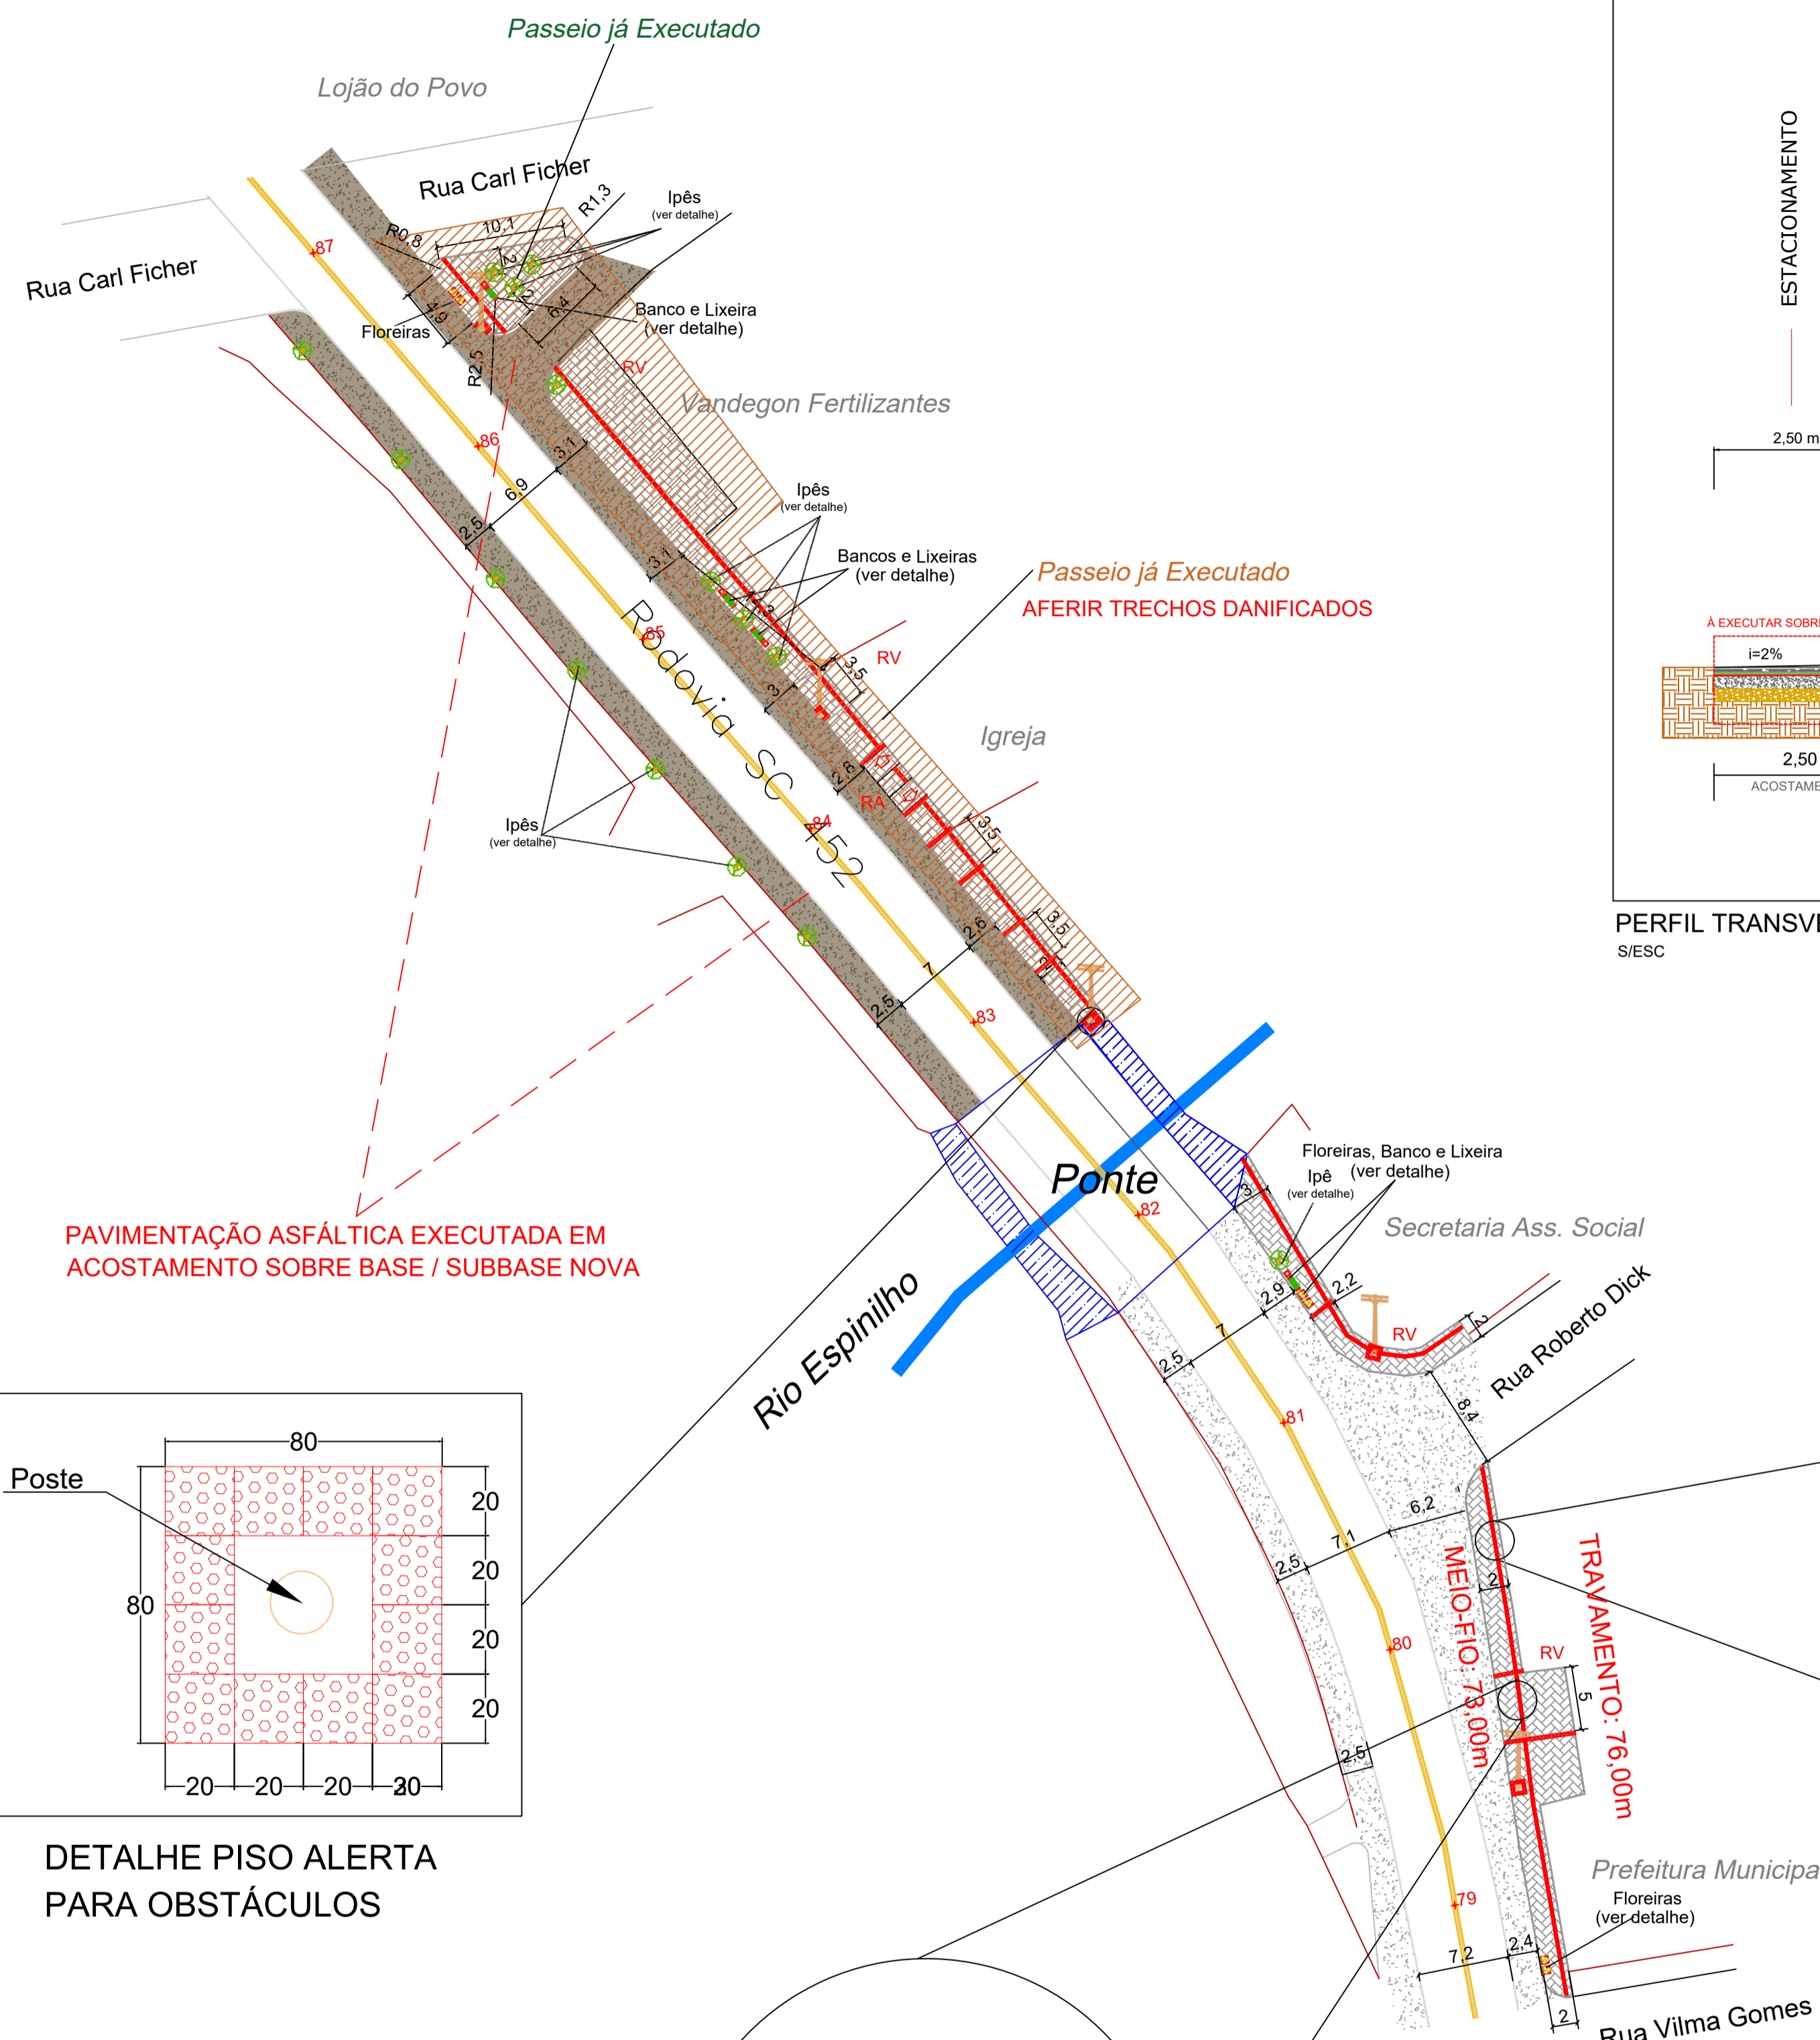 Passeio já Executado
Lojão do Povo
Rua Carl Ficher
Ipês
(ver detalhe)
R1,3
R0,8
10,1
2
2
87
Rua Carl Ficher
4,9
6,4
Banco e Lixeira
(ver detalhe)
Floreiras
R2,5
RV
Vandegon Fertilizantes
86
3,1
6,9
2,5
Ipês
(ver detalhe)
Bancos e Lixeiras
(ver detalhe)
3,1
Passeio já Executado
AFERIR TRECHOS DANIFICADOS
85
Rodovia SC 452
RV
3,5
3
Igreja
2,8
RA
84
3,5
Ipês
(ver detalhe)
3,5
2,6
7
2
2,5
83
Ponte
82
Floreiras, Banco e Lixeira
(ver detalhe)
Ipê
(ver detalhe)
3
Secretaria Ass. Social
PAVIMENTAÇÃO ASFÁLTICA EXECUTADA EM
ACOSTAMENTO SOBRE BASE / SUBBASE NOVA
Rio Espinilho
2,9
2,2
7
2,5
RV
2
Rua Roberto Dick
81
8,4
6,2
7,1
2,5
2
MEIO-FIO: 73,00m
TRAVAMENTO: 76,00m
80
RV
5
2,5
Prefeitura Municipa
Floreiras
(ver detalhe)
79
7,2
2,4
2
Rua Vilma Gomes
Poste
80
80
20
20
20
20
20
20
20
DETALHE PISO ALERTA
PARA OBSTÁCULOS
ESTACIONAMENTO
2,50 m
À EXECUTAR SOBRE
i=2%
2,50
ACOSTAME
PERFIL TRANSVE
S/ESC